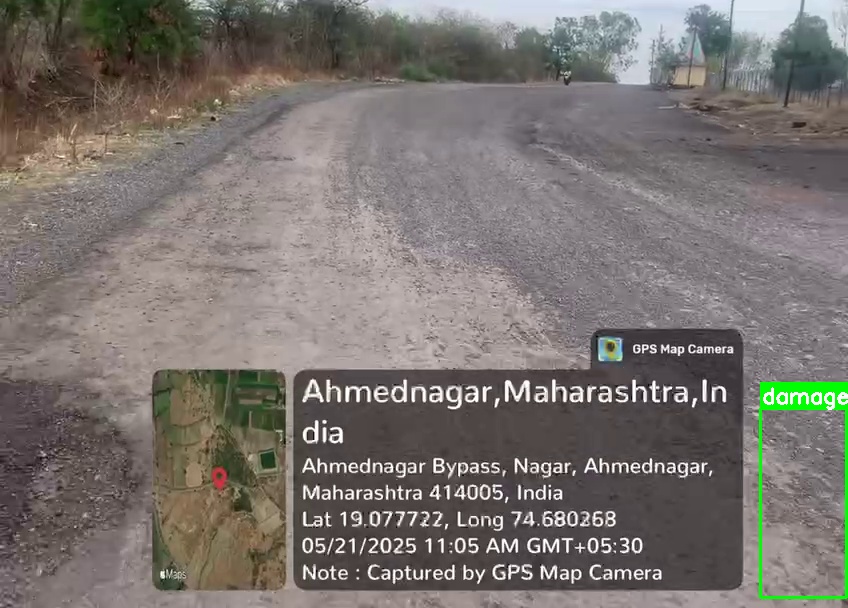 GPS Map Camera
damage
Ahmednagar,Maharashtra,In
dia
Ahmednagar Bypass, Nagar, Ahmednagar,
Maharashtra 414005, India
Lat 19.077722, Long 74.680368
05/21/2025 11:05 AM GMT+05:30
Note : Captured by GPS Map Camera
Maps